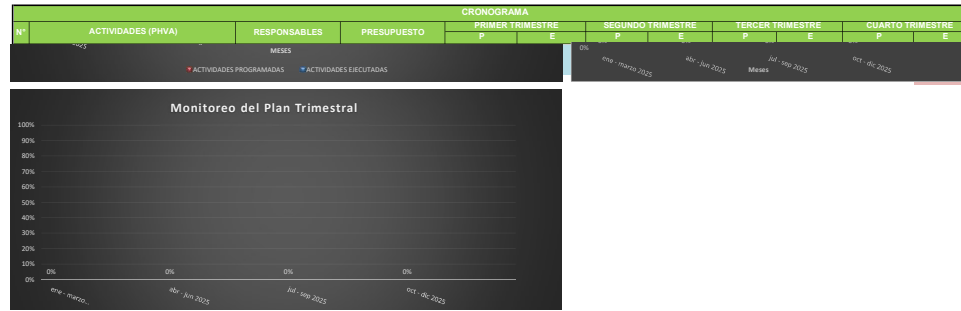 CRONOGRAMA
N° ACTIVIDADES (PHVA) RESPONSABLES PRESUPUESTO PRIMER TRIMESTRE SEGUNDO TRIMESTRE TERCER TRIMESTRE CUARTO TRIMESTRE
P E P E P E P E
2025
MESES
ACTIVIDADES PROGRAMADAS ACTIVIDADES EJECUTADAS
0%
ene - marzo 2025 abr - jun 2025 jul - sep 2025 oct - dic 2025
Meses
Monitoreo del Plan Trimestral
100%
90%
80%
70%
60%
50%
40%
30%
20%
10%
0%
0% 0% 0% 0%
ene - marzo... abr - jun 2025 jul - sep 2025 oct - dic 2025